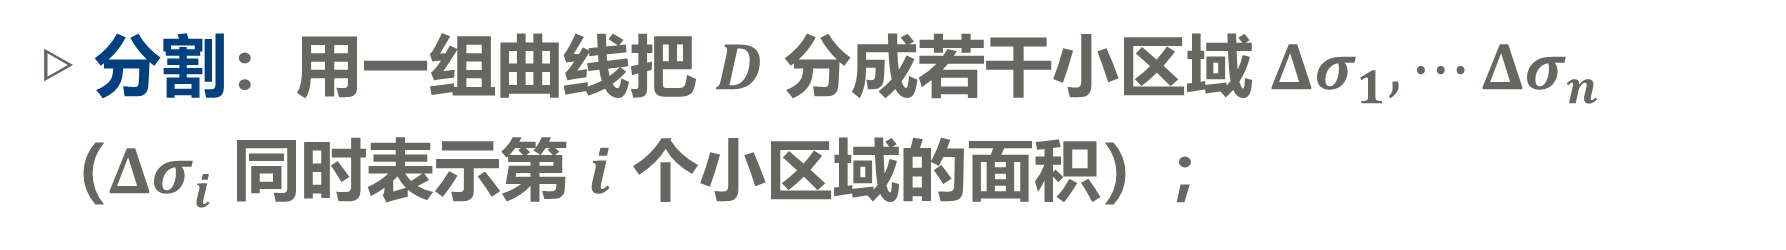 ▷ 分割：用一组曲线把 D 分成若干小区域 Δσ₁,⋯ Δσₙ
（Δσᵢ 同时表示第 i 个小区域的面积）;